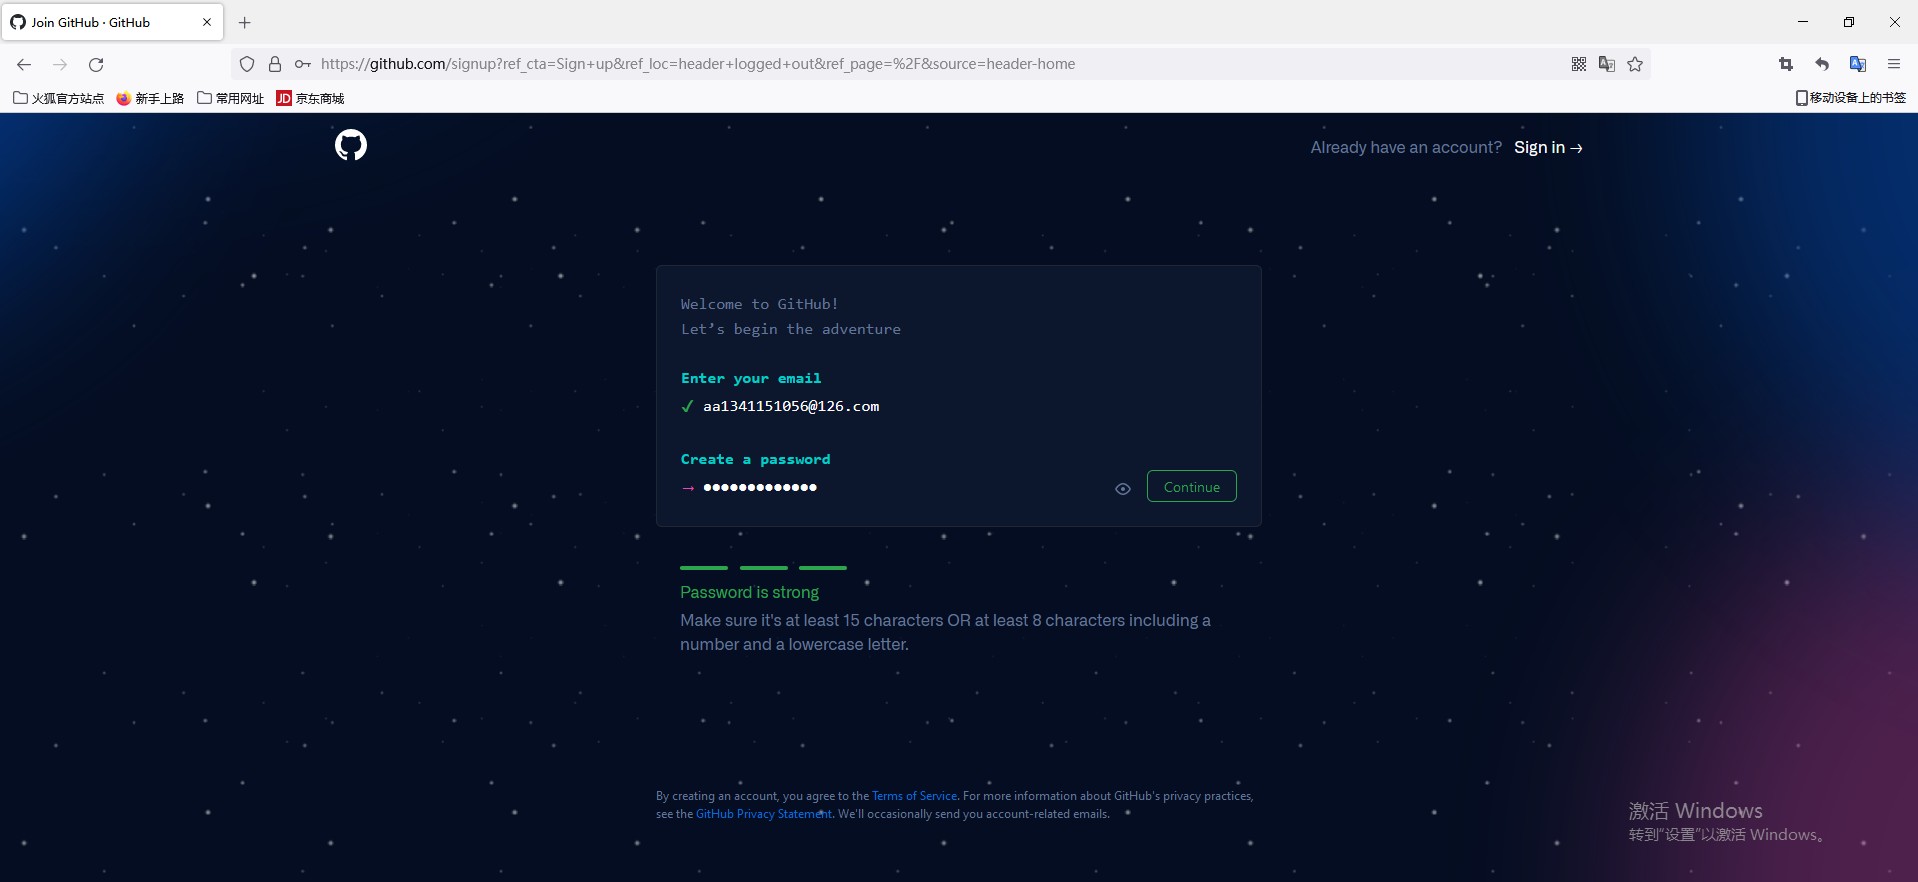 Join GitHub · GitHub
https://github.com/signup?ref_cta=Sign+up&ref_loc=header+logged+out&ref_page=%2F&source=header-home
火狐官方站点 新手上路 常用网址 JD 京东商城 移动设备上的书签
Already have an account? Sign in →
Welcome to GitHub!
Let’s begin the adventure
Enter your email
✓ aa1341151056@126.com
Create a password
→ ●●●●●●●●●●●●● Continue
Password is strong
Make sure it's at least 15 characters OR at least 8 characters including a
number and a lowercase letter.
By creating an account, you agree to the Terms of Service. For more information about GitHub's privacy practices,
see the GitHub Privacy Statement. We'll occasionally send you account-related emails.
激活 Windows
转到“设置”以激活 Windows。